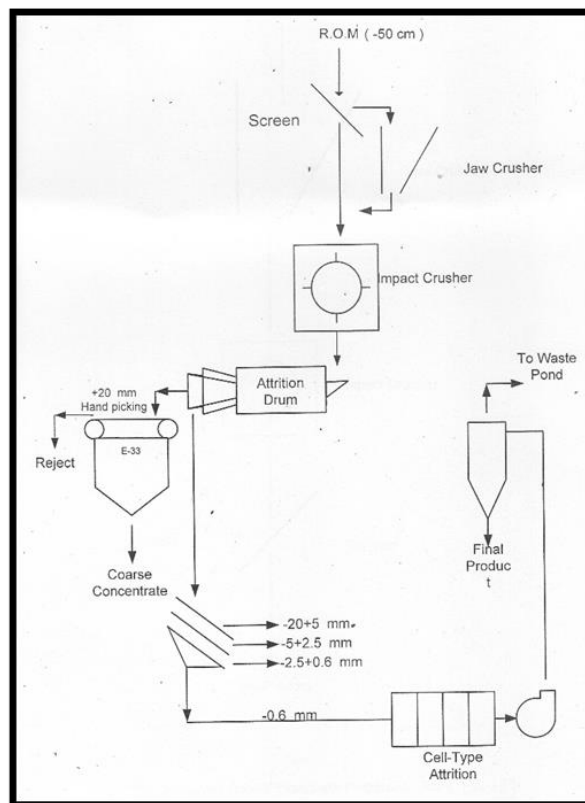 R.O.M ( -50 cm )
Screen
Jaw Crusher
Impact Crusher
To Waste
Pond
Attrition
Drum
+20 mm
Hand picking
E-33
Reject
Final
Produc
t
Coarse
Concentrate
-20+5 mm
-5+2.5 mm
-2.5+0.6 mm
-0.6 mm
Cell-Type
Attrition